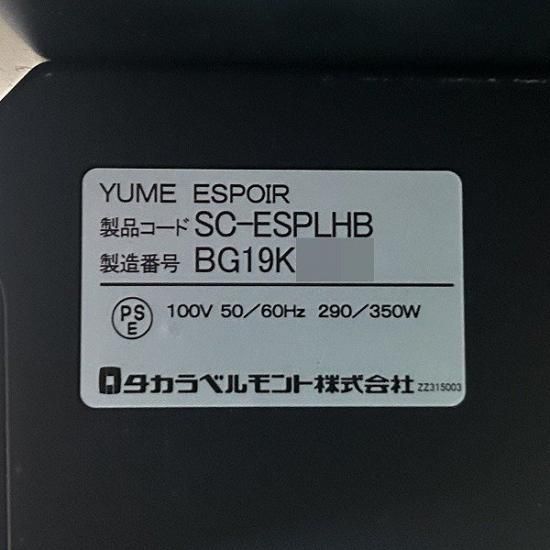 YUME ESPOIR
製品コード SC-ESPLHB
製造番号 BG19K
PSE 100V 50/60Hz 290/350W
タカラベルモント株式会社 ZZ315003